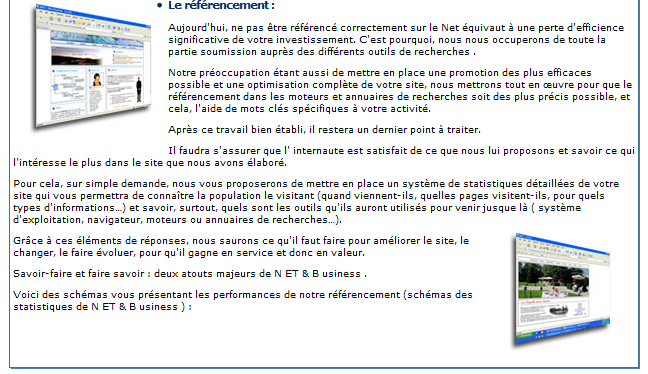 Le référencement :
Aujourd'hui, ne pas être référencé correctement sur le Net équivaut à une perte d'efficience
significative de votre investissement. C'est pourquoi, nous nous occuperons de toute la
partie soumission auprès des différents outils de recherches .
Notre préoccupation étant aussi de mettre en place une promotion des plus efficaces
possible et une optimisation complète de votre site, nous mettrons tout en œuvre pour que le
référencement dans les moteurs et annuaires de recherches soit des plus précis possible, et
cela, l'aide de mots clés spécifiques à votre activité.
Après ce travail bien établi, il restera un dernier point à traiter.
Il faudra s'assurer que l' internaute est satisfait de ce que nous lui proposons et savoir ce qui
l'intéresse le plus dans le site que nous avons élaboré.
Pour cela, sur simple demande, nous vous proposerons de mettre en place un système de statistiques détaillées de votre
site qui vous permettra de connaître la population le visitant (quand viennent-ils, quelles pages visitent-ils, pour quels
types d'informations…) et savoir, surtout, quels sont les outils qu'ils auront utilisés pour venir jusque là ( système
d'exploitation, navigateur, moteurs ou annuaires de recherches…).
Grâce à ces éléments de réponses, nous saurons ce qu'il faut faire pour améliorer le site, le
changer, le faire évoluer, pour qu'il gagne en service et donc en valeur.
Savoir-faire et faire savoir : deux atouts majeurs de N ET & B usiness .
Voici des schémas vous présentant les performances de notre référencement (schémas des
statistiques de N ET & B usiness ) :